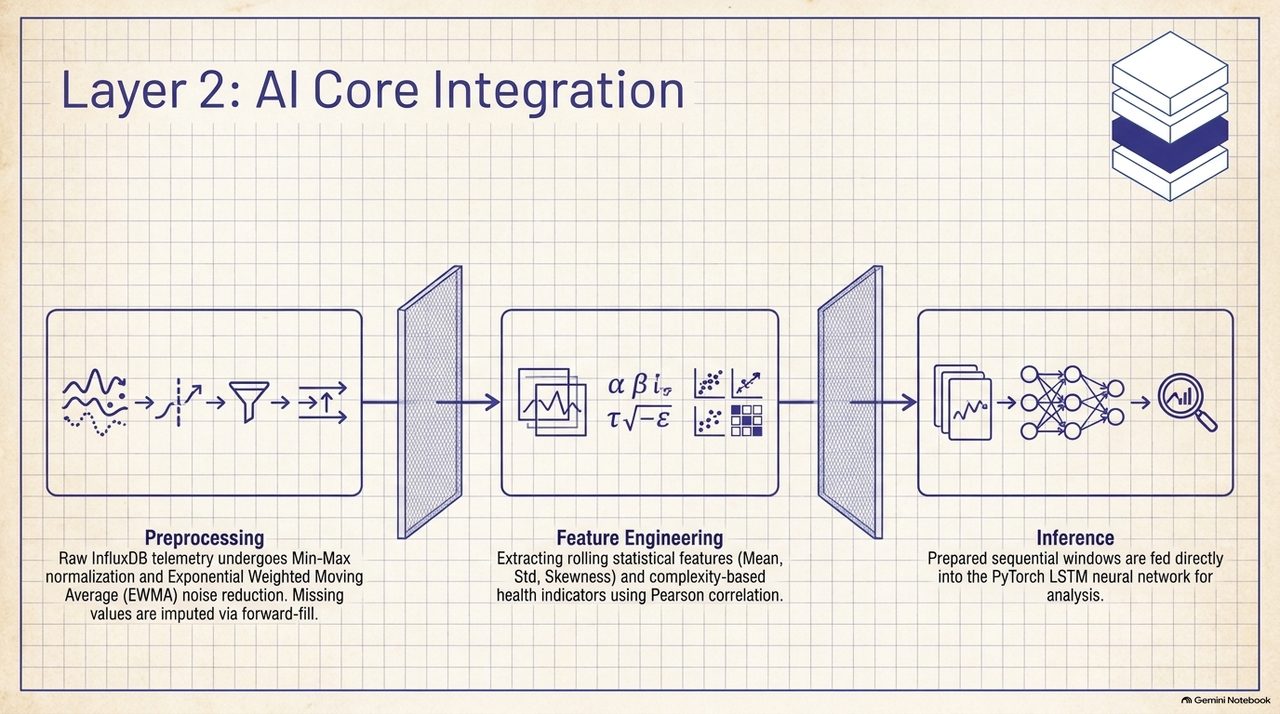 Layer 2: AI Core Integration
α β i
τ√−ε
Preprocessing
Raw InfluxDB telemetry undergoes Min-Max
normalization and Exponential Weighted Moving
Average (EWMA) noise reduction. Missing
values are imputed via forward-fill.
Feature Engineering
Extracting rolling statistical features (Mean,
Std, Skewness) and complexity-based
health indicators using Pearson correlation.
Inference
Prepared sequential windows are fed directly
into the PyTorch LSTM neural network for
analysis.
Gemini Notebook